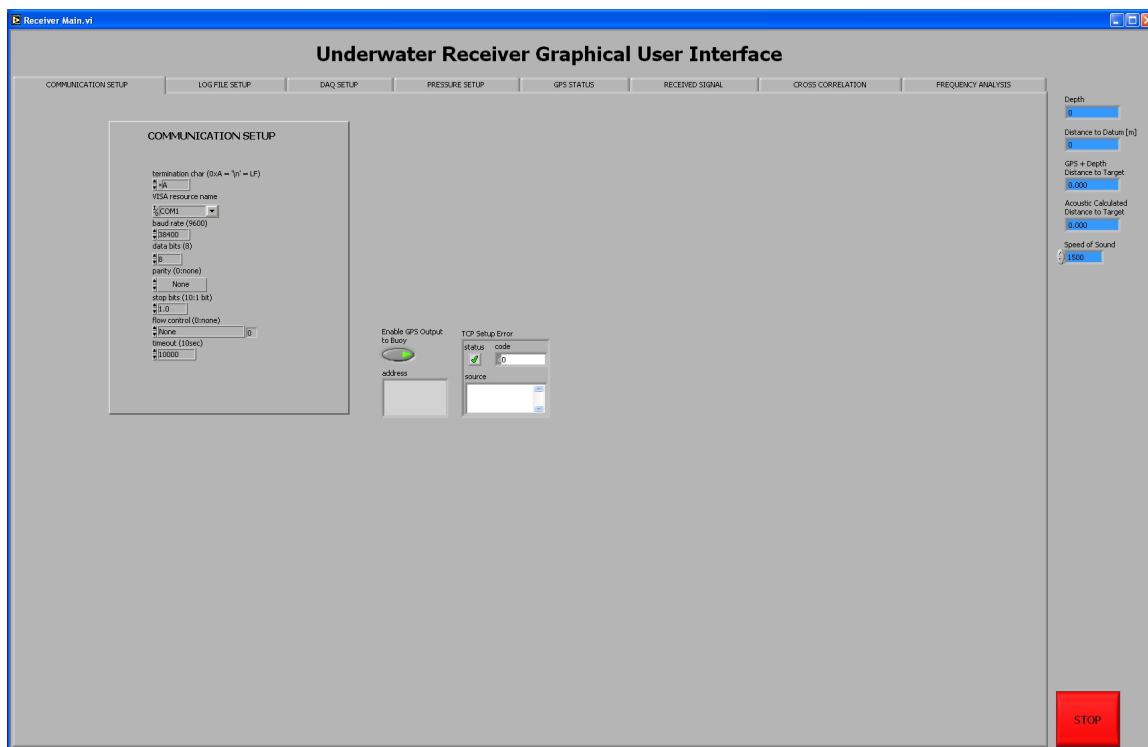 Receiver Main.vi
Underwater Receiver Graphical User Interface
COMMUNICATION SETUP
LOG FILE SETUP
DAQ SETUP
PRESSURE SETUP
GPS STATUS
RECEIVED SIGNAL
CROSS CORRELATION
FREQUENCY ANALYSIS
COMMUNICATION SETUP
termination char (0xA = '\n' = LF)
xA
VISA resource name
COM1
baud rate (9600)
38400
data bits (8)
8
parity (0:none)
None
stop bits (10:1 bit)
1.0
flow control (0:none)
None 0
timeout (10sec)
10000
Enable GPS Output
to Buoy
address
TCP Setup Error
status code
0
source
Depth
0
Distance to Datum [m]
0
GPS + Depth
Distance to Target
0.000
Acoustic Calculated
Distance to Target
0.000
Speed of Sound
1500
STOP